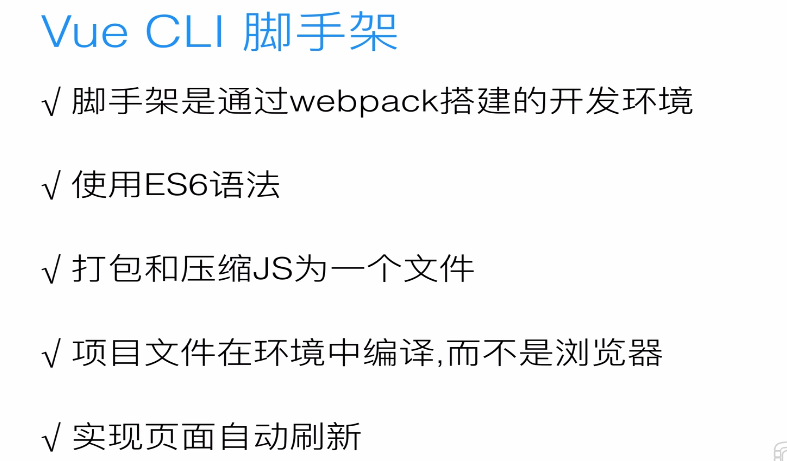 Vue CLI 脚手架
√ 脚手架是通过webpack搭建的开发环境
√ 使用ES6语法
√ 打包和压缩JS为一个文件
√ 项目文件在环境中编译,而不是浏览器
√ 实现页面自动刷新